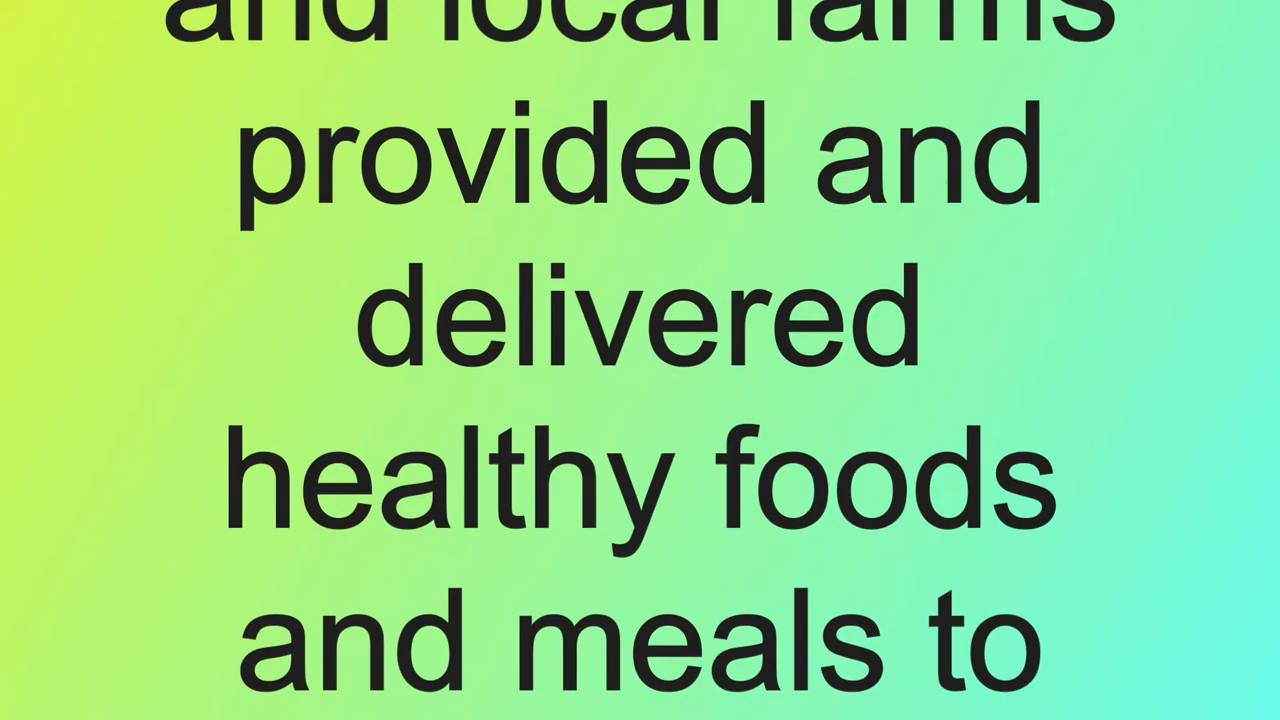 and local farms
provided and
delivered
healthy foods
and meals to